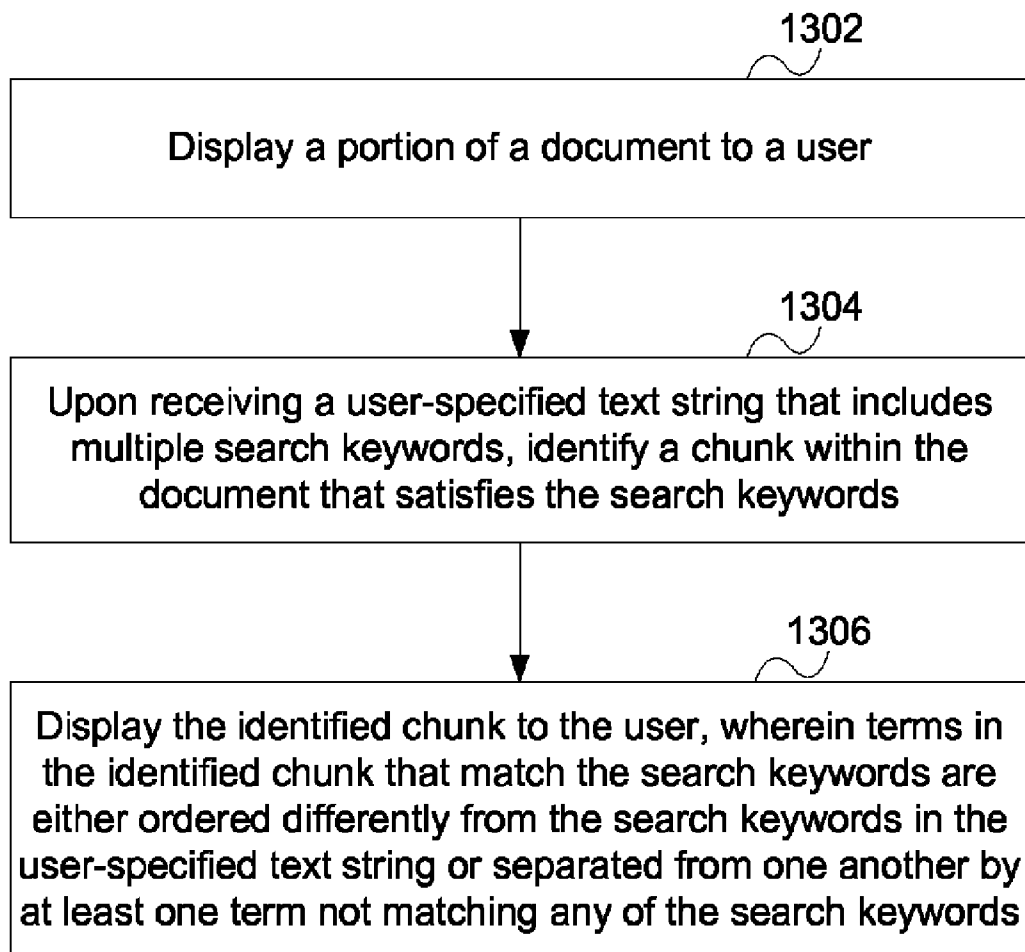 1302
Display a portion of a document to a user
1304
Upon receiving a user-specified text string that includes
multiple search keywords, identify a chunk within the
document that satisfies the search keywords
1306
Display the identified chunk to the user, wherein terms in
the identified chunk that match the search keywords are
either ordered differently from the search keywords in the
user-specified text string or separated from one another by
at least one term not matching any of the search keywords